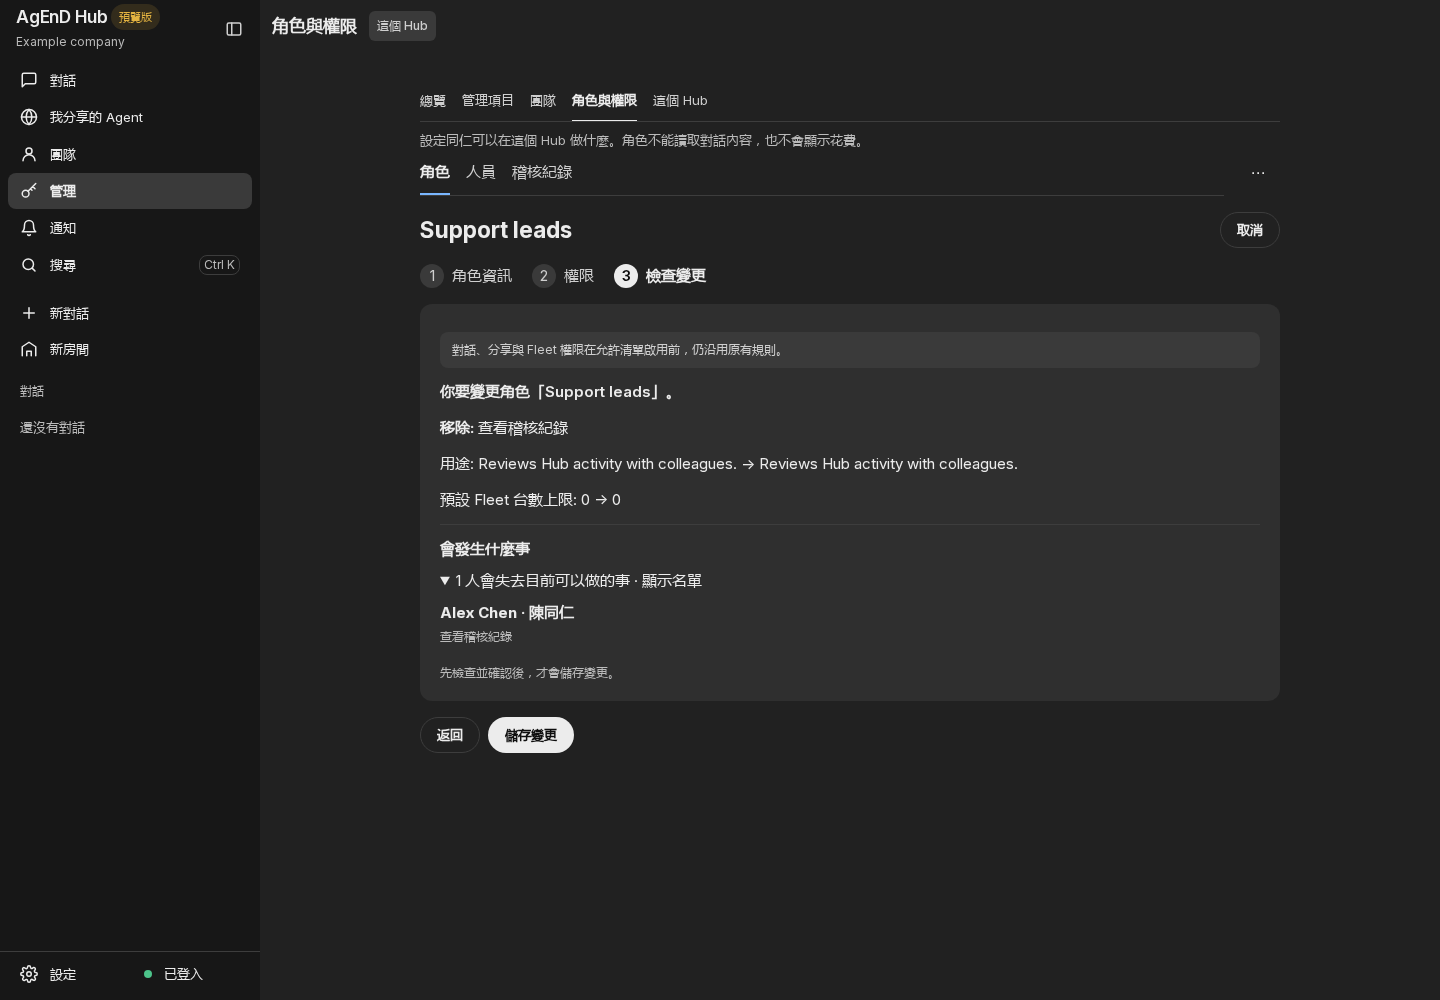 AgEnD Hub 預覽版
Example company
對話
我分享的 Agent
團隊
管理
通知
搜尋 Ctrl K
新對話
新房間
對話
還沒有對話
設定 已登入
角色與權限 這個 Hub
總覽 管理項目 團隊 角色與權限 這個 Hub
設定同仁可以在這個 Hub 做什麼。角色不能讀取對話內容，也不會顯示花費。
角色 人員 稽核紀錄 ···
Support leads 取消
1 角色資訊 2 權限 3 檢查變更
對話、分享與 Fleet 權限在允許清單啟用前，仍沿用原有規則。
你要變更角色「Support leads」。
移除: 查看稽核紀錄
用途: Reviews Hub activity with colleagues. → Reviews Hub activity with colleagues.
預設 Fleet 台數上限: 0 → 0
會發生什麼事
▼ 1 人會失去目前可以做的事 · 顯示名單
Alex Chen · 陳同仁
查看稽核紀錄
先檢查並確認後，才會儲存變更。
返回 儲存變更